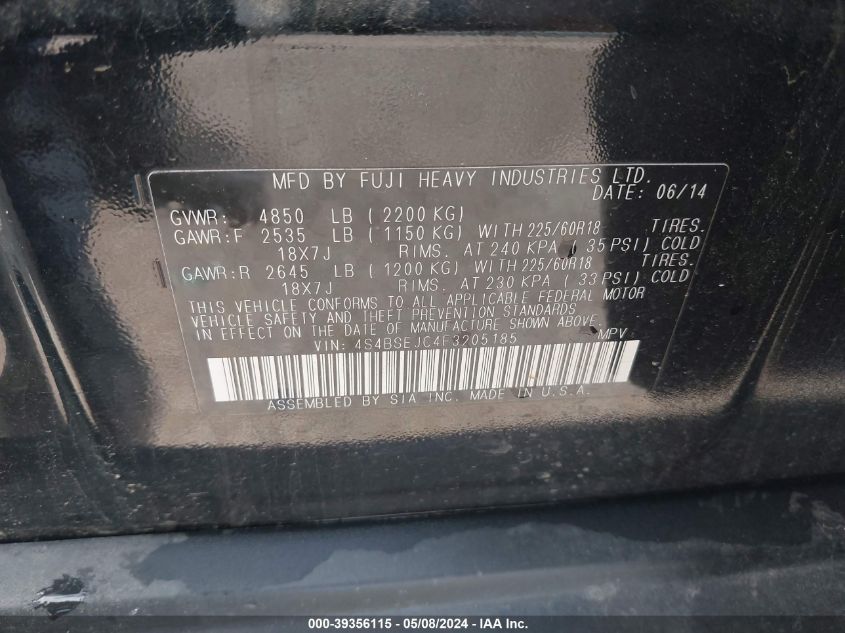 MFD BY FUJI HEAVY INDUSTRIES LTD.
DATE: 06/14
GVWR: 4850 LB ( 2200 KG)
GAWR:F 2535 LB ( 1150 KG) WITH 225/60R18 TIRES.
18X7J RIMS. AT 240 KPA ( 35 PSI) COLD
GAWR:R 2645 LB ( 1200 KG) WITH 225/60R18 TIRES.
18X7J RIMS. AT 230 KPA ( 33 PSI) COLD
THIS VEHICLE CONFORMS TO ALL APPLICABLE FEDERAL MOTOR
VEHICLE SAFETY AND THEFT PREVENTION STANDARDS
IN EFFECT ON THE DATE OF MANUFACTURE SHOWN ABOVE.
VIN: 4S4BSEJC4F3205185 MPV
ASSEMBLED BY SIA INC. MADE IN U.S.A.
000-39356115 - 05/08/2024 - IAA Inc.